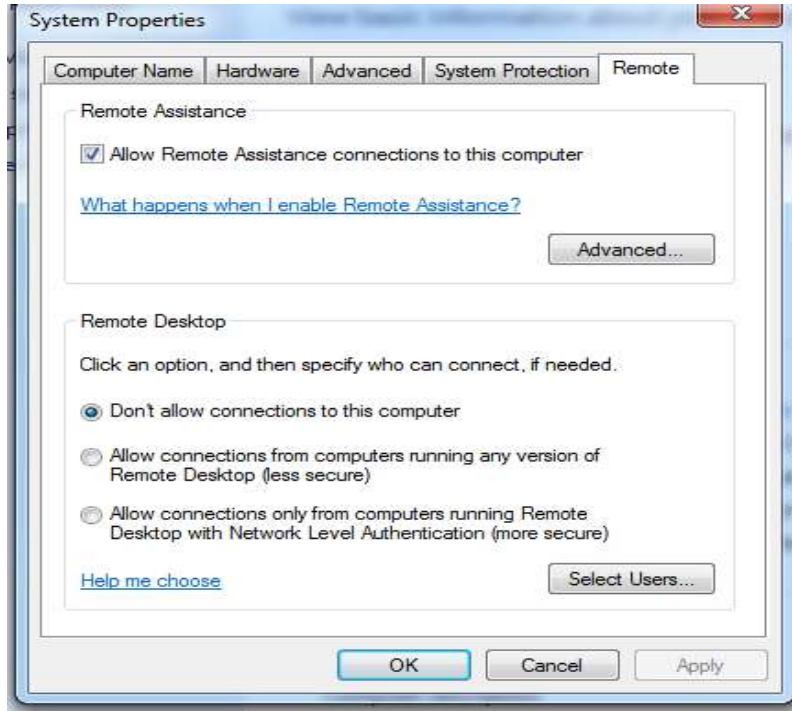 System Properties
Computer Name Hardware Advanced System Protection Remote
Remote Assistance
Allow Remote Assistance connections to this computer
What happens when I enable Remote Assistance?
Advanced...
Remote Desktop
Click an option, and then specify who can connect, if needed.
Don't allow connections to this computer
Allow connections from computers running any version of
Remote Desktop (less secure)
Allow connections only from computers running Remote
Desktop with Network Level Authentication (more secure)
Help me choose
Select Users...
OK Cancel Apply